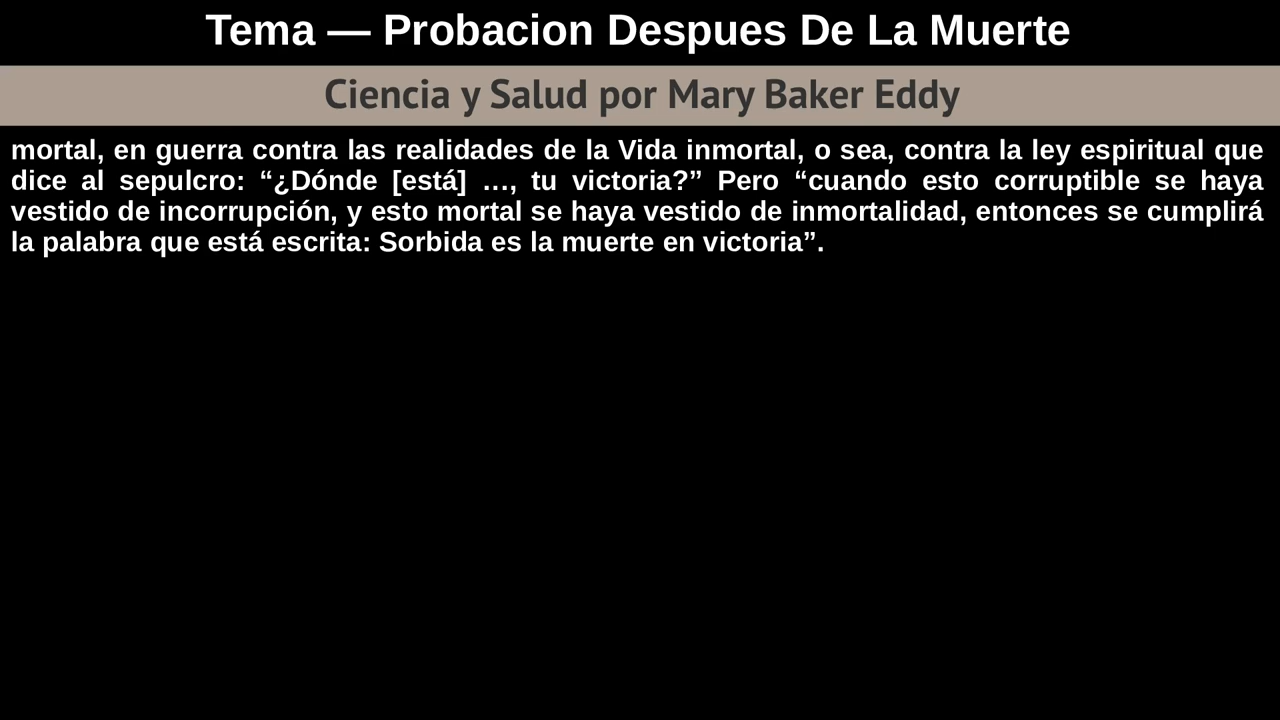 Tema — Probacion Despues De La Muerte
Ciencia y Salud por Mary Baker Eddy
mortal, en guerra contra las realidades de la Vida inmortal, o sea, contra la ley espiritual que
dice al sepulcro: “¿Dónde [está] …, tu victoria?” Pero “cuando esto corruptible se haya
vestido de incorrupción, y esto mortal se haya vestido de inmortalidad, entonces se cumplirá
la palabra que está escrita: Sorbida es la muerte en victoria”.